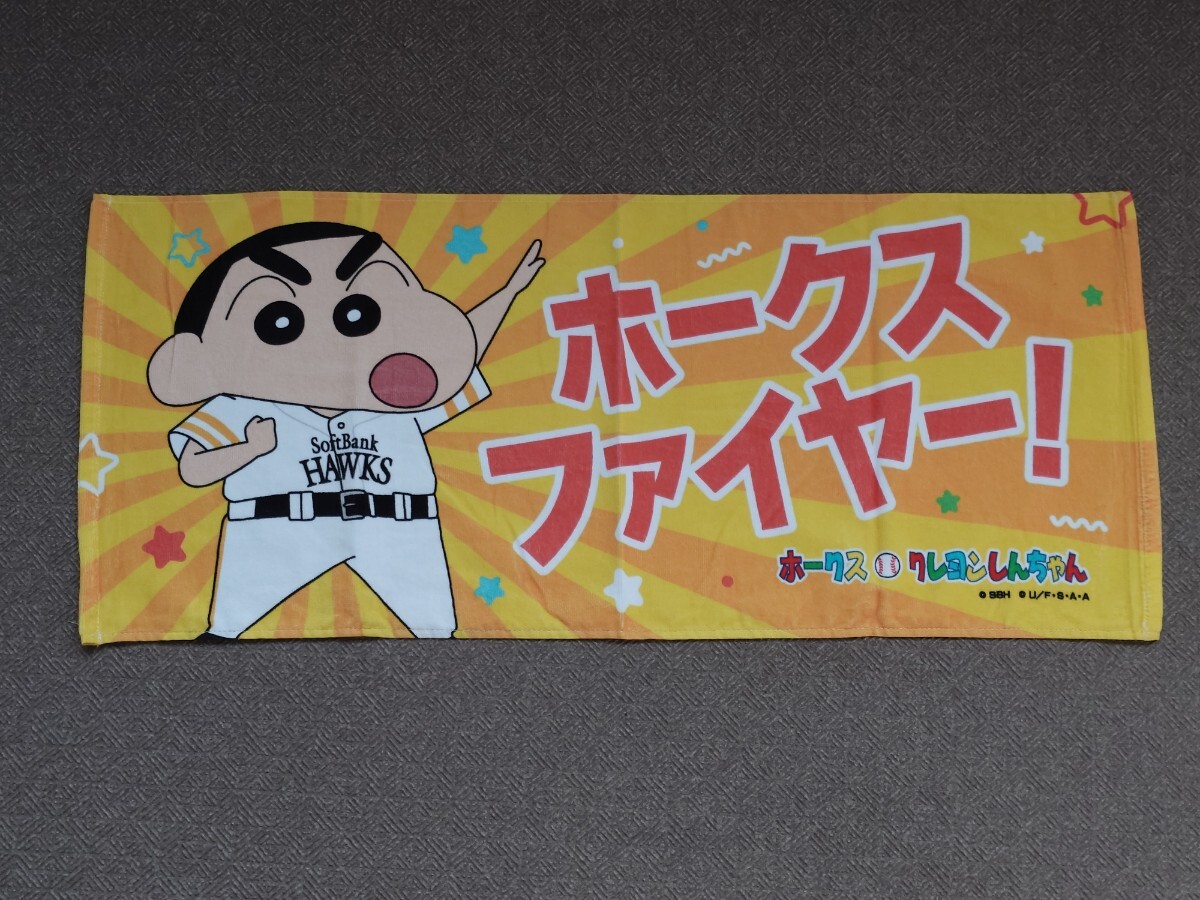 ホークス
ファイヤー!
SoftBank
HAWKS
ホークス クレヨンしんちゃん
© SBH © U/F・S・A・A